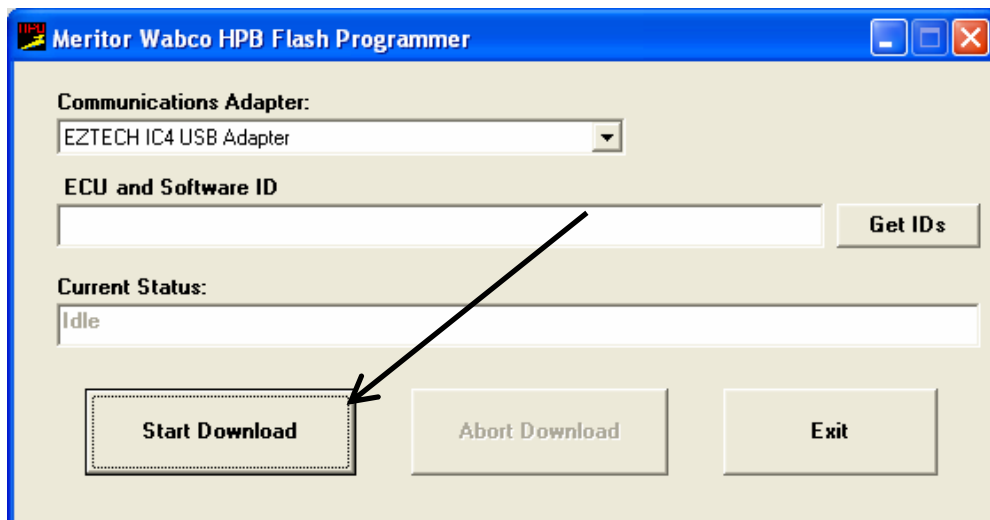 HPB
Meritor Wabco HPB Flash Programmer
Communications Adapter:
EZTECH IC4 USB Adapter
ECU and Software ID
Get IDs
Current Status:
Idle
Start Download
Abort Download
Exit